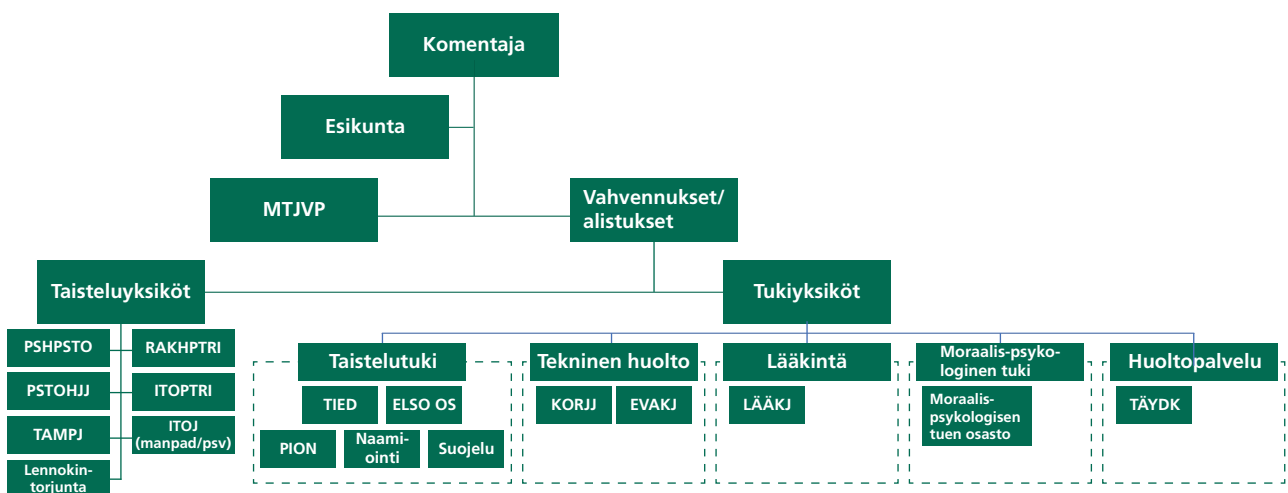 Komentaja
Esikunta
MTJVP
Vahvennukset/
alistukset
Taisteluyksiköt
Tukiyksiköt
PSHPSTO
RAKHPTRI
PSTOHJJ
ITOPTRI
TAMPJ
ITOJ
(manpad/psv)
Lennokin-
torjunta
Taistelutuki
TIED
ELSO OS
PION
Naami-
ointi
Suojelu
Tekninen huolto
KORJJ
EVAKJ
Lääkintä
LÄÄKJ
Moraalis-psyko-
loginen tuki
Moraalis-
psykologisen
tuen osasto
Huoltopalvelu
TÄYDK